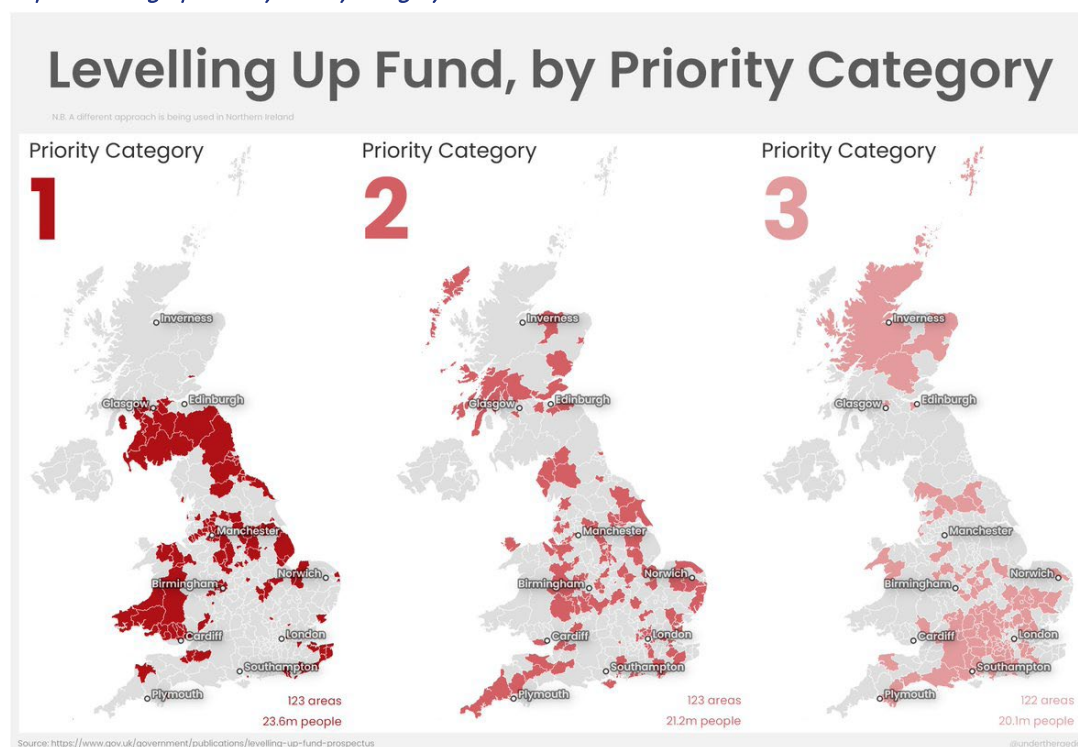 Levelling Up Fund, by Priority Category
N.B. A different approach is being used in Northern Ireland
Priority Category
1
Inverness
Glasgow
Edinburgh
Manchester
Birmingham
Norwich
Cardiff
London
Southampton
Plymouth
123 areas
23.6m people
Priority Category
2
Inverness
Glasgow
Edinburgh
Manchester
Birmingham
Norwich
Cardiff
London
Southampton
Plymouth
123 areas
21.2m people
Priority Category
3
Inverness
Glasgow
Edinburgh
Manchester
Birmingham
Norwich
Cardiff
London
Southampton
Plymouth
122 areas
20.1m people
Source: https://www.gov.uk/government/publications/levelling-up-fund-prospectus